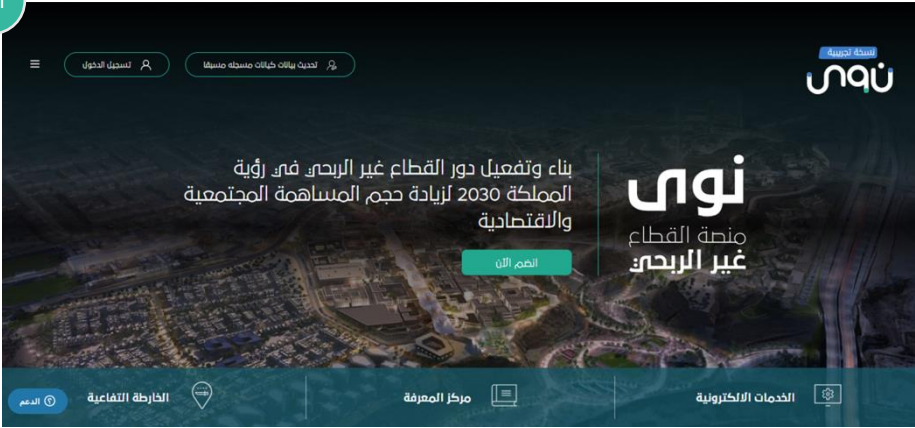 نسخة تجريبية
نوى
تحديث بيانات كيانات مسجله مسبقا
تسجيل الدخول
نوى
منصة القطاع
غير الربحي
بناء وتفعيل دور القطاع غير الربحي في رؤية
المملكة 2030 لزيادة حجم المساهمة المجتمعية
والاقتصادية
انضم الآن
الخدمات الالكترونية
مركز المعرفة
الخارطة التفاعية
الدعم